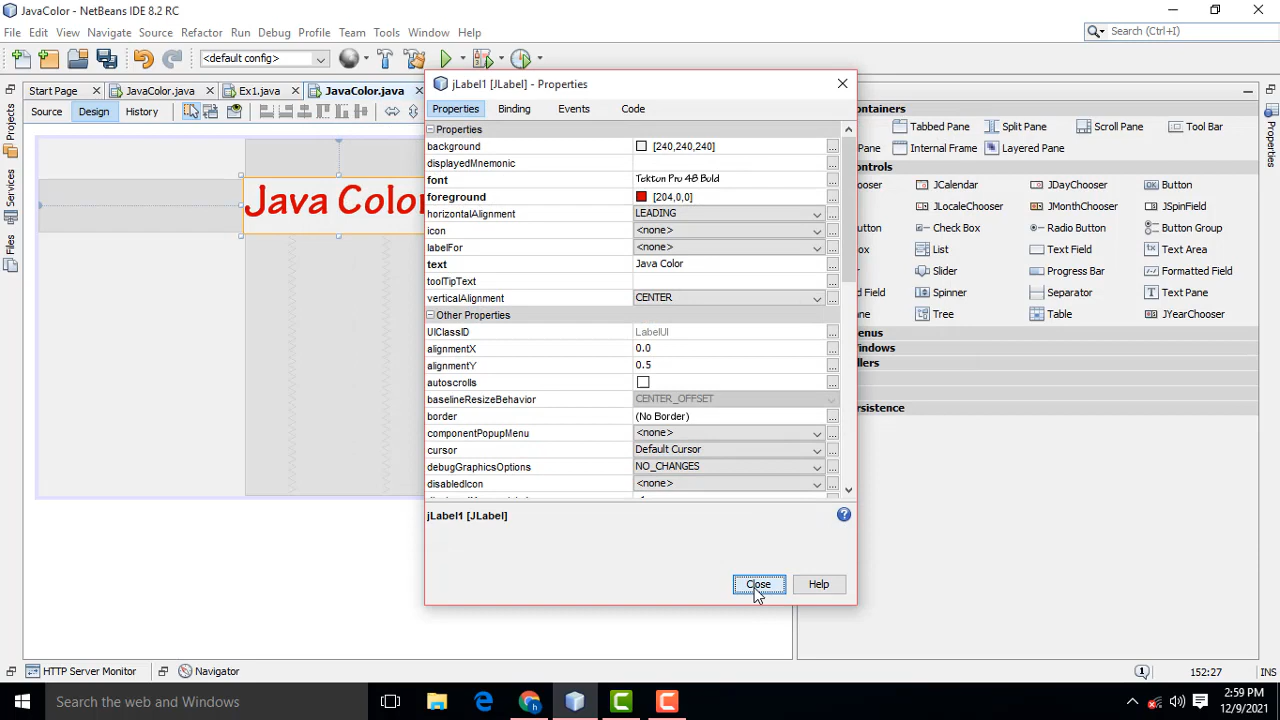 JavaColor - NetBeans IDE 8.2 RC
File Edit View Navigate Source Refactor Run Debug Profile Team Tools Window Help
Search (Ctrl+I)
<default config>
Start Page JavaColor.java Ex1.java JavaColor.java
Source Design History
Java Color
jLabel1 [JLabel] - Properties
Properties Binding Events Code
Properties
background [240,240,240]
displayedMnemonic
font Tekton Pro 48 Bold
foreground [204,0,0]
horizontalAlignment LEADING
icon <none>
labelFor <none>
text Java Color
toolTipText
verticalAlignment CENTER
Other Properties
UIClassID LabelUI
alignmentX 0.0
alignmentY 0.5
autoscrolls
baselineResizeBehavior CENTER_OFFSET
border (No Border)
componentPopupMenu <none>
cursor Default Cursor
debugGraphicsOptions NO_CHANGES
disabledIcon <none>
jLabel1 [JLabel]
Close Help
ontainers
Tabbed Pane Split Pane Scroll Pane Tool Bar
Pane Internal Frame Layered Pane
ontrols
ooser JCalendar JDayChooser Button
JLocaleChooser JMonthChooser JSpinField
utton Check Box Radio Button Button Group
ox List Text Field Text Area
Slider Progress Bar Formatted Field
d Field Spinner Separator Text Pane
ne Tree Table JYearChooser
enus
indows
llers
rsistence
Projects
Services
Files
Properties
HTTP Server Monitor Navigator
1 152:27 INS
Search the web and Windows
2:59 PM
12/9/2021